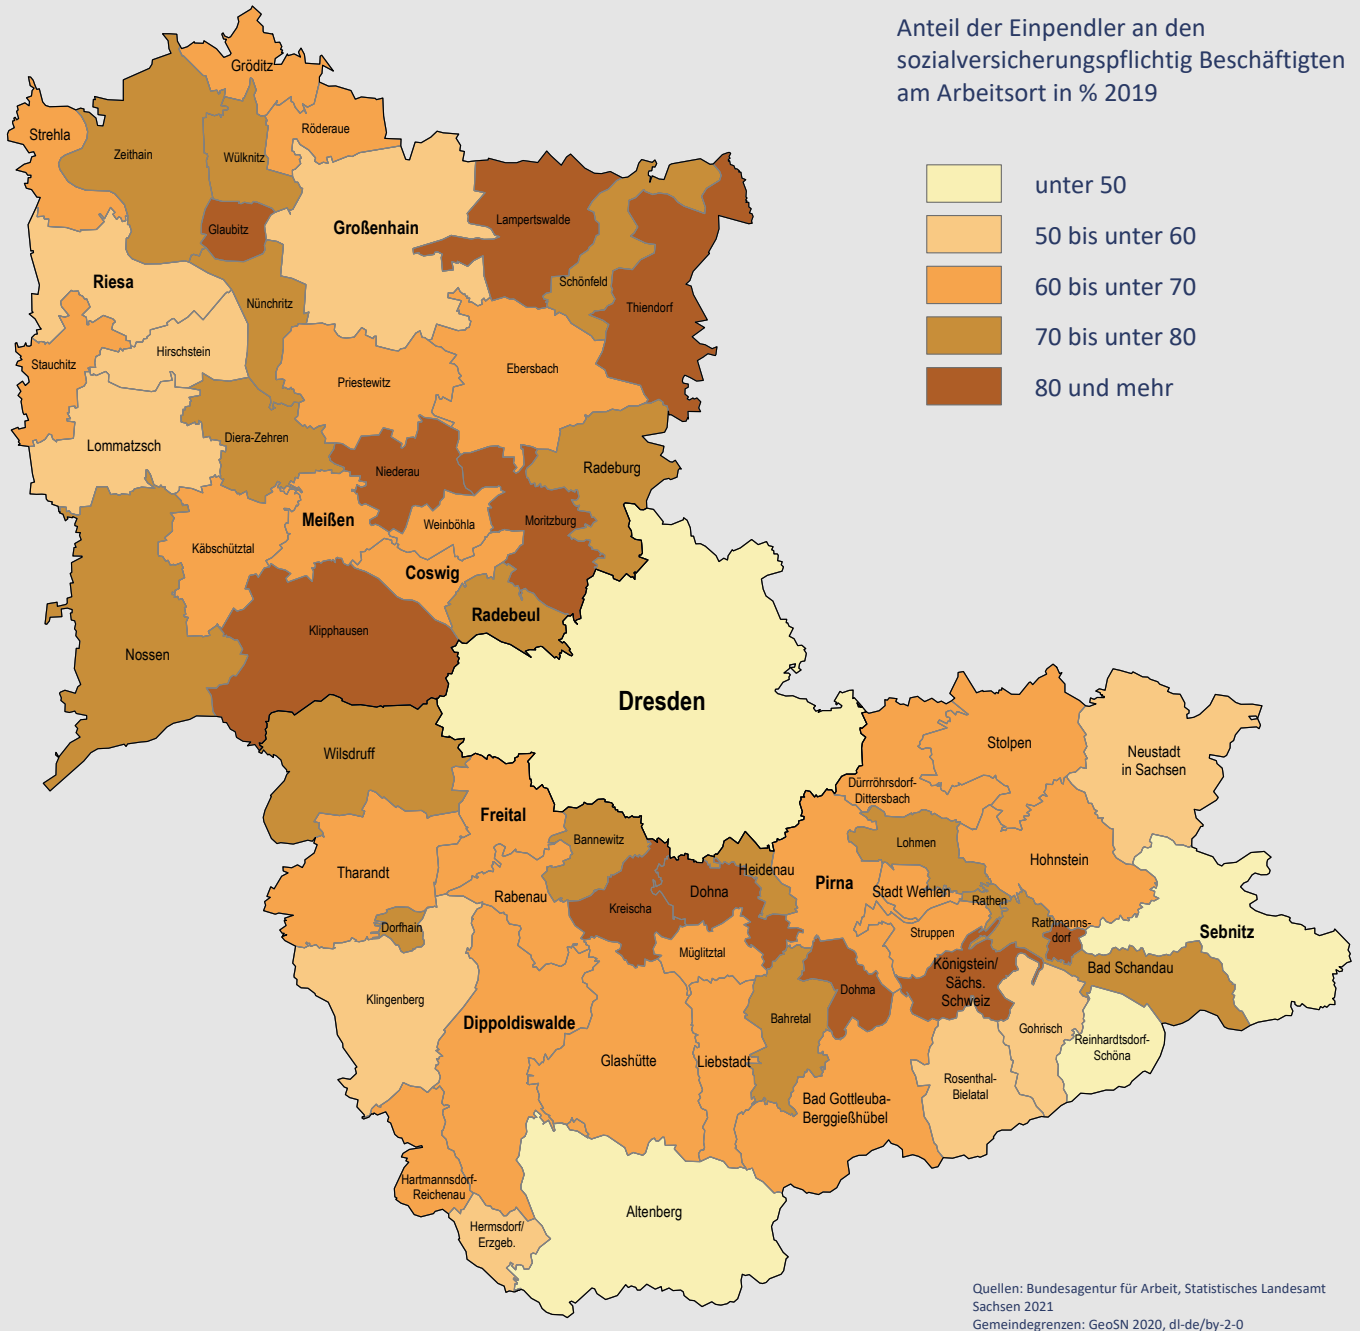 Anteil der Einpendler an den
sozialversicherungspflichtig Beschäftigten
am Arbeitsort in % 2019
unter 50
50 bis unter 60
60 bis unter 70
70 bis unter 80
80 und mehr
Gröditz
Strehla
Röderaue
Zeithain
Wülknitz
Glaubitz
Großenhain
Lampertswalde
Riesa
Schönfeld
Nünchritz
Thiendorf
Hirschstein
Stauchitz
Priestewitz
Ebersbach
Diera-Zehren
Lommatzsch
Niederau
Radeburg
Meißen
Weinböhla
Moritzburg
Käbschütztal
Coswig
Radebeul
Klipphausen
Nossen
Dresden
Wilsdruff
Stolpen
Neustadt
in Sachsen
Dürrröhrsdorf-
Dittersbach
Freital
Bannewitz
Lohmen
Hohnstein
Tharandt
Heidenau
Pirna
Rabenau
Dohna
Stadt Wehlen
Rathen
Kreischa
Dorfhain
Rathmanns-
dorf
Struppen
Sebnitz
Müglitztal
Königstein/
Sächs.
Schweiz
Bad Schandau
Klingenberg
Dohma
Dippoldiswalde
Bahretal
Gohrisch
Reinhardtsdorf-
Schöna
Glashütte
Liebstadt
Rosenthal-
Bielatal
Bad Gottleuba-
Berggießhübel
Hartmannsdorf-
Reichenau
Altenberg
Hermsdorf/
Erzgeb.
Quellen: Bundesagentur für Arbeit, Statistisches Landesamt
Sachsen 2021
Gemeindegrenzen: GeoSN 2020, dl-de/by-2-0